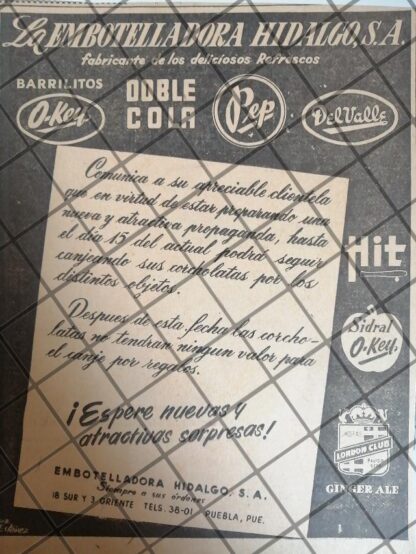 La EMBOTELLADORA HIDALGO, S.A.
fabricante de los deliciosos Refrescos
BARRILITOS
O-Key
DOBLE
COLA
Pep
Del Valle
Comunica a su apreciable clientela
que en virtud de estar preparando una
nueva y atractiva propaganda, hasta
el día 15 del actual podrá seguir
canjeando sus corcholatas por los
distintos objetos.
Despues de esta fecha las corcho-
latas no tendran ningun valor para
el canje por regalos.
¡Espere nuevas y
atractivas sorpresas!
EMBOTELLADORA HIDALGO, S. A.
Siempre a sus órdenes
18 SUR Y 3 ORIENTE TELS. 38-01 PUEBLA, PUE.
Hit
Sidral
O-Key
LONDON CLUB
GINGER ALE